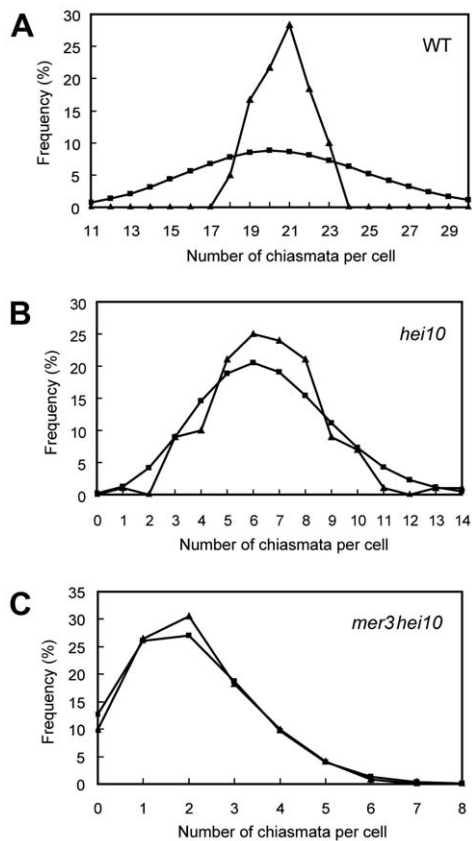 A
WT
Frequency (%)
30
25
20
15
10
5
0
11 13 15 17 19 21 23 25 27 29
Number of chiasmata per cell
B
hei10
Frequency (%)
30
25
20
15
10
5
0
0 1 2 3 4 5 6 7 8 9 10 11 12 13 14
Number of chiasmata per cell
C
mer3hei10
Frequency (%)
35
30
25
20
15
10
5
0
0 1 2 3 4 5 6 7 8
Number of chiasmata per cell